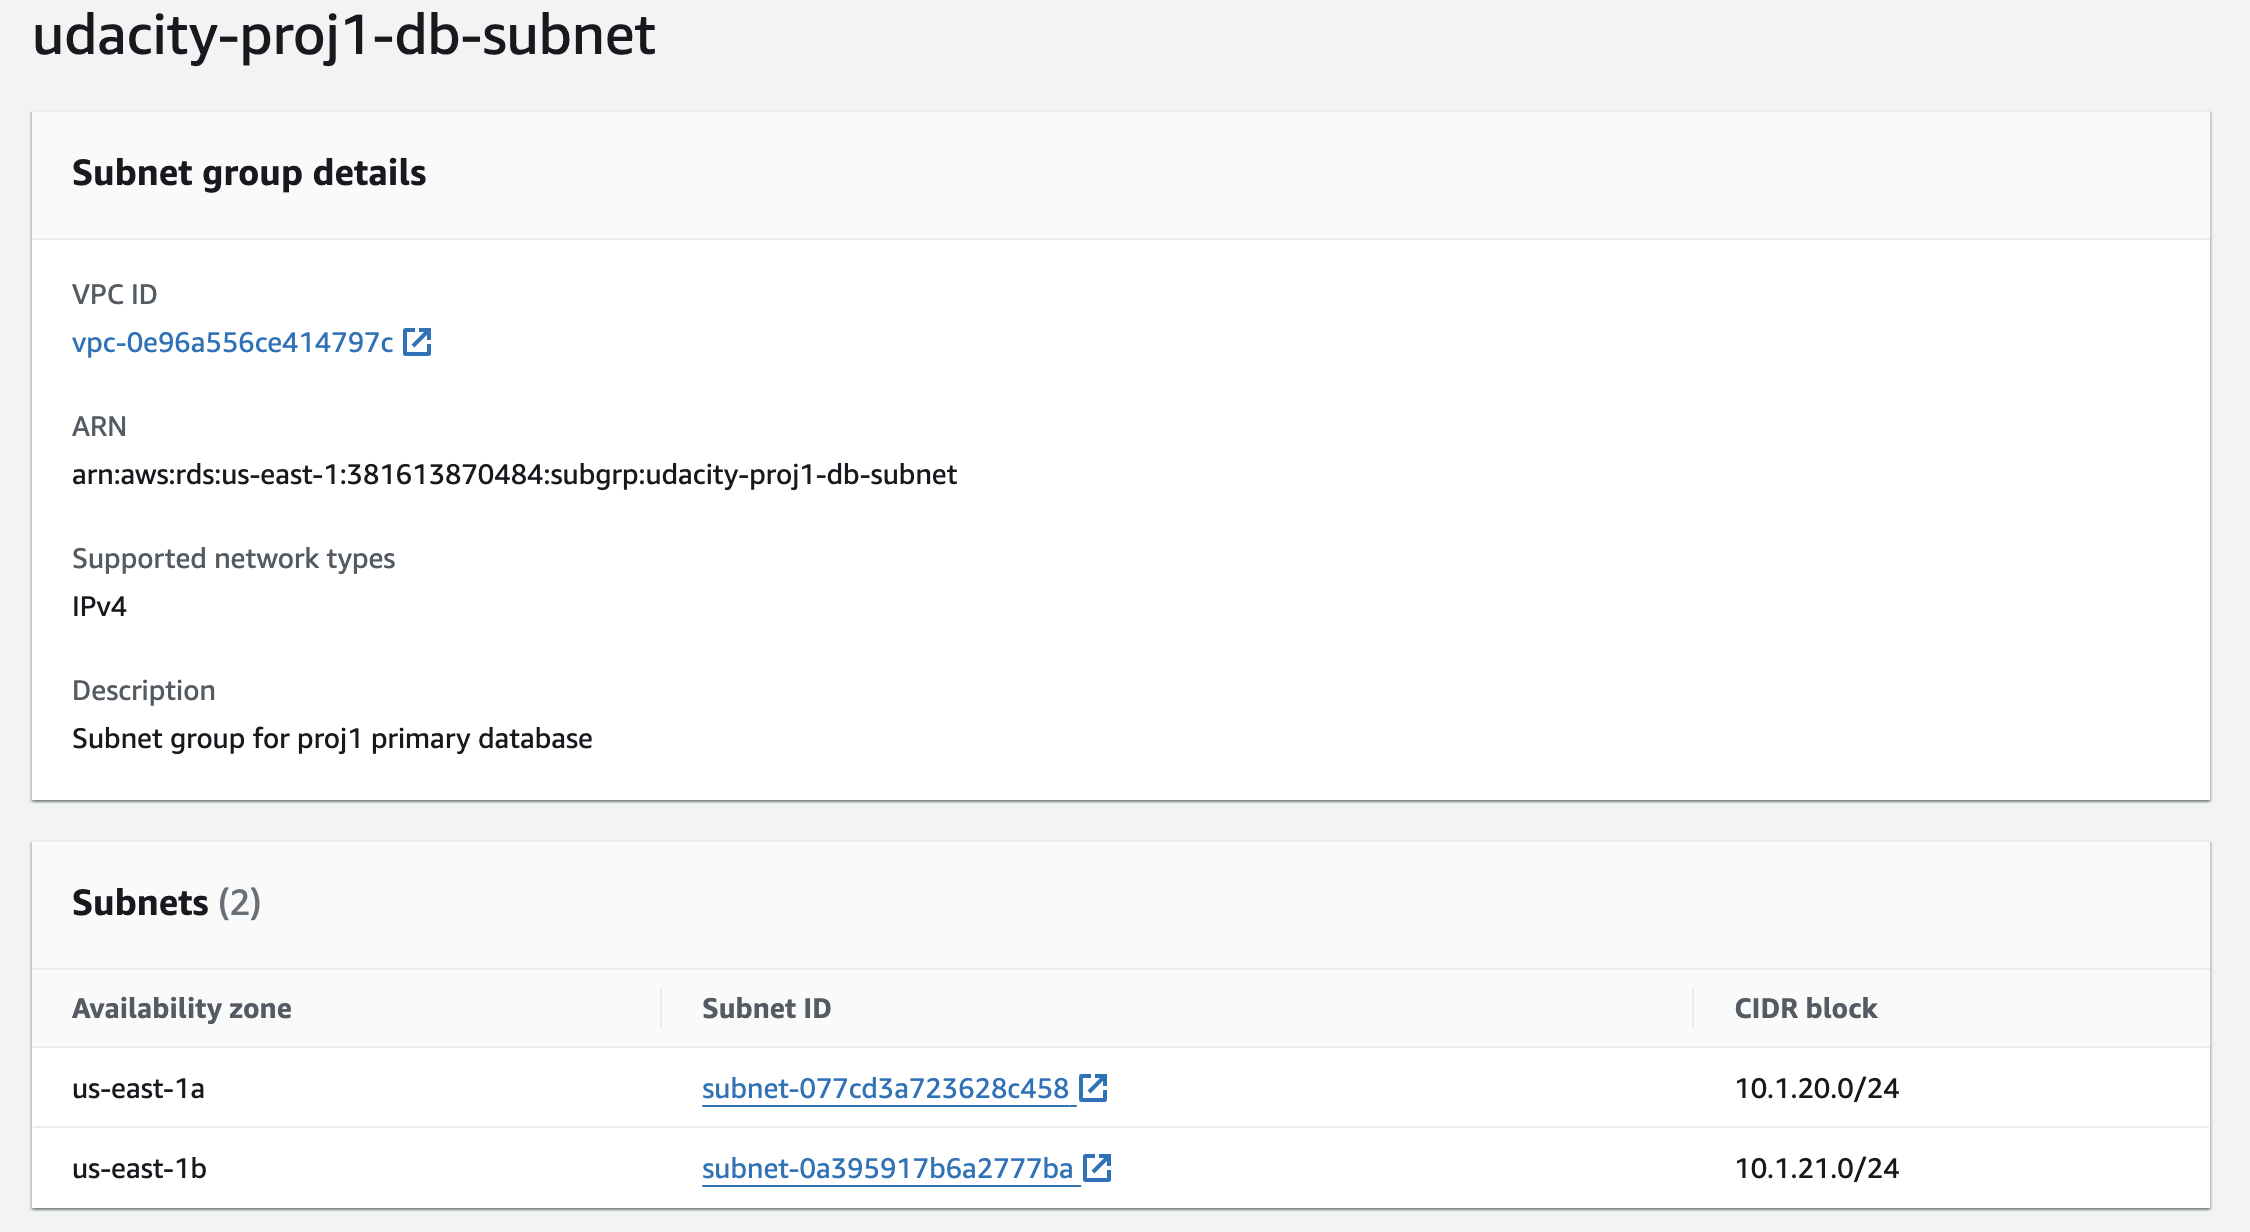 udacity-proj1-db-subnet
Subnet group details
VPC ID
vpc-0e96a556ce414797c
ARN
arn:aws:rds:us-east-1:381613870484:subgrp:udacity-proj1-db-subnet
Supported network types
IPv4
Description
Subnet group for proj1 primary database
Subnets (2)
Availability zone Subnet ID CIDR block
us-east-1a subnet-077cd3a723628c458 10.1.20.0/24
us-east-1b subnet-0a395917b6a2777ba 10.1.21.0/24